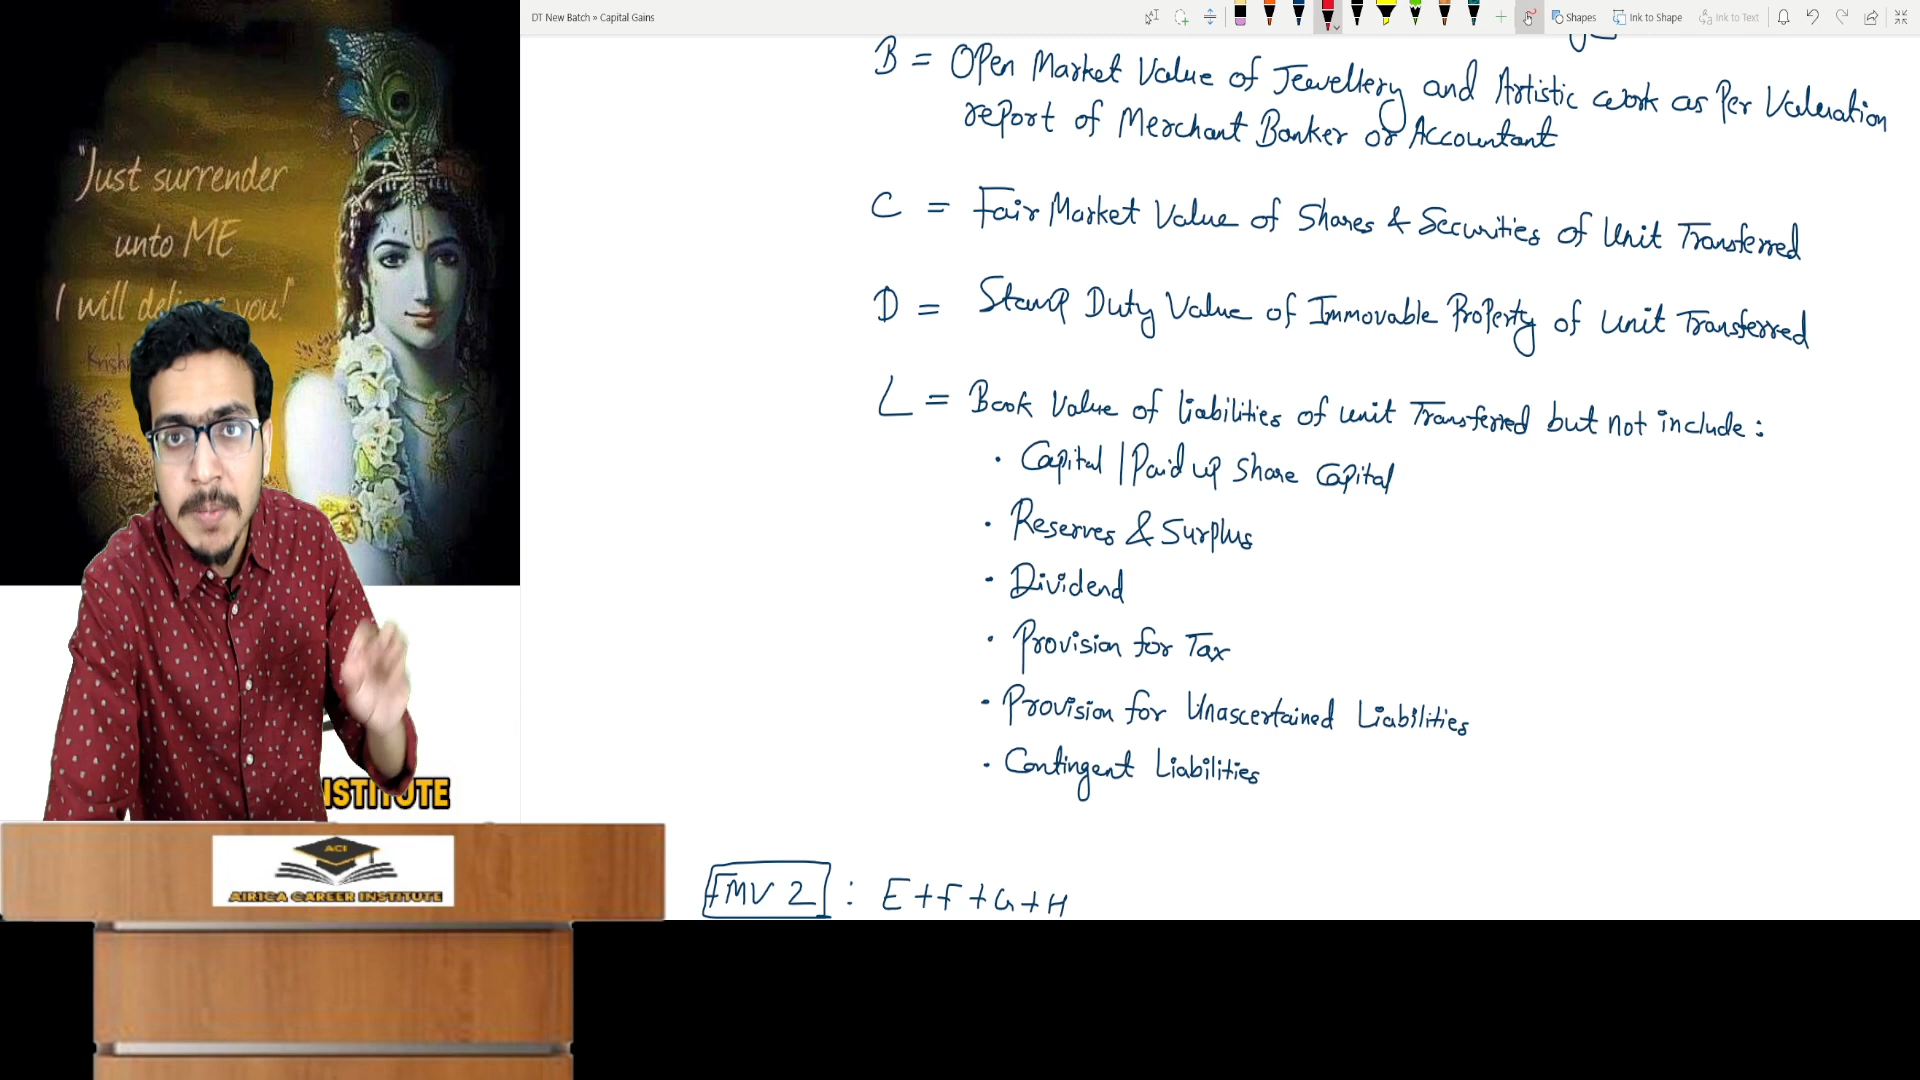 DT New Batch » Capital Gains
Shapes
Ink to Shape
Ink to Text
"Just surrender
unto ME
I will deliver you!"
Krish
B = Open Market Value of Jewellery and Artistic work as Per Valuation
report of Merchant Banker or Accountant
C = Fair Market Value of Shares & Securities of Unit Transferred
D = Stamp Duty Value of Immovable Property of Unit Transferred
L = Book Value of liabilities of unit Transferred but not include :
• Capital | Paid up Share Capital
• Reserves & Surplus
• Dividend
• Provision for Tax
• Provision for Unascertained Liabilities
• Contingent Liabilities
FMV 2 : E+F+G+H
INSTITUTE
ACI
AIRICA CAREER INSTITUTE